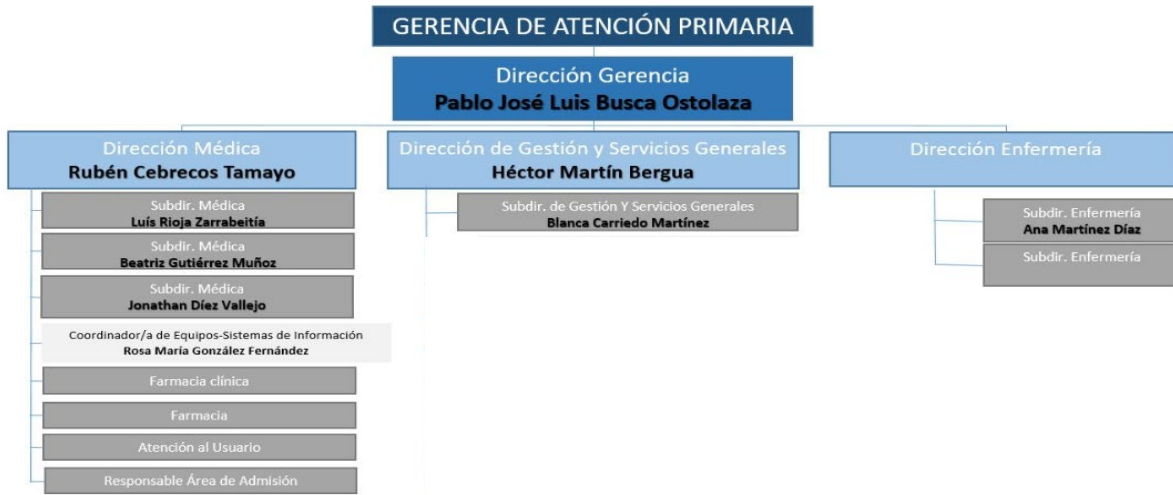 GERENCIA DE ATENCIÓN PRIMARIA
Dirección Gerencia
Pablo José Luis Busca Ostolaza
Dirección Médica
Rubén Cebrecos Tamayo
Subdir. Médica
Luís Rioja Zarrabeitía
Subdir. Médica
Beatriz Gutiérrez Muñoz
Subdir. Médica
Jonathan Díez Vallejo
Coordinador/a de Equipos-Sistemas de Información
Rosa María González Fernández
Farmacia clínica
Farmacia
Atención al Usuario
Responsable Área de Admisión
Dirección de Gestión y Servicios Generales
Héctor Martín Bergua
Subdir. de Gestión Y Servicios Generales
Blanca Carriedo Martínez
Dirección Enfermería
Subdir. Enfermería
Ana Martínez Díaz
Subdir. Enfermería